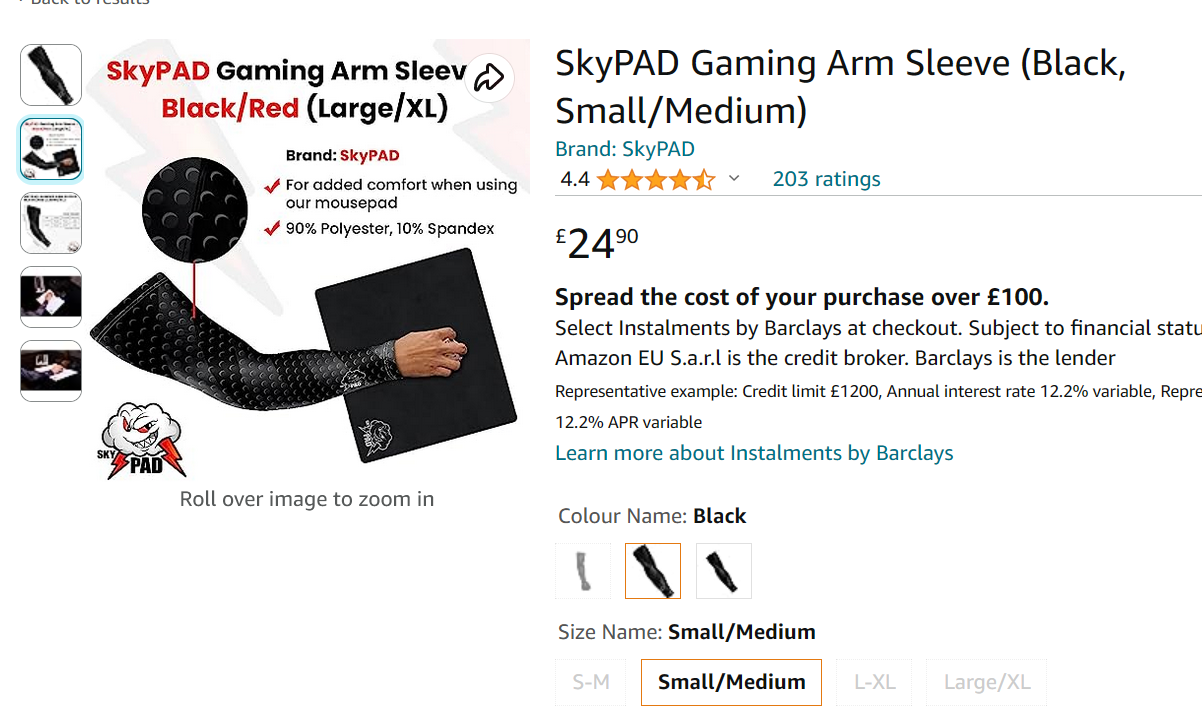 Back to results
SkyPAD Gaming Arm Sleev
Black/Red (Large/XL)
Brand: SkyPAD
For added comfort when using
our mousepad
90% Polyester, 10% Spandex
SKY
PAD
Roll over image to zoom in
SkyPAD Gaming Arm Sleeve (Black,
Small/Medium)
Brand: SkyPAD
4.4 203 ratings
£24.90
Spread the cost of your purchase over £100.
Select Instalments by Barclays at checkout. Subject to financial statu
Amazon EU S.a.r.l is the credit broker. Barclays is the lender
Representative example: Credit limit £1200, Annual interest rate 12.2% variable, Repre
12.2% APR variable
Learn more about Instalments by Barclays
Colour Name: Black
Size Name: Small/Medium
S-M Small/Medium L-XL Large/XL